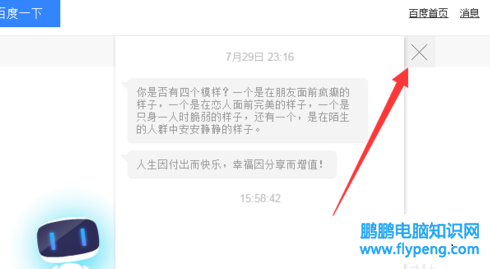 百度一下
百度首页 消息
7月29日 23:16
你是否有四个模样？一个是在朋友面前疯癫的
样子，一个是在恋人面前完美的样子，一个是
只身一人时脆弱的样子，还有一个，是在陌生
的人群中安安静静的样子。
人生因付出而快乐，幸福因分享而增值！
15:58:42
鹏鹏电脑知识网
www.flypeng.com